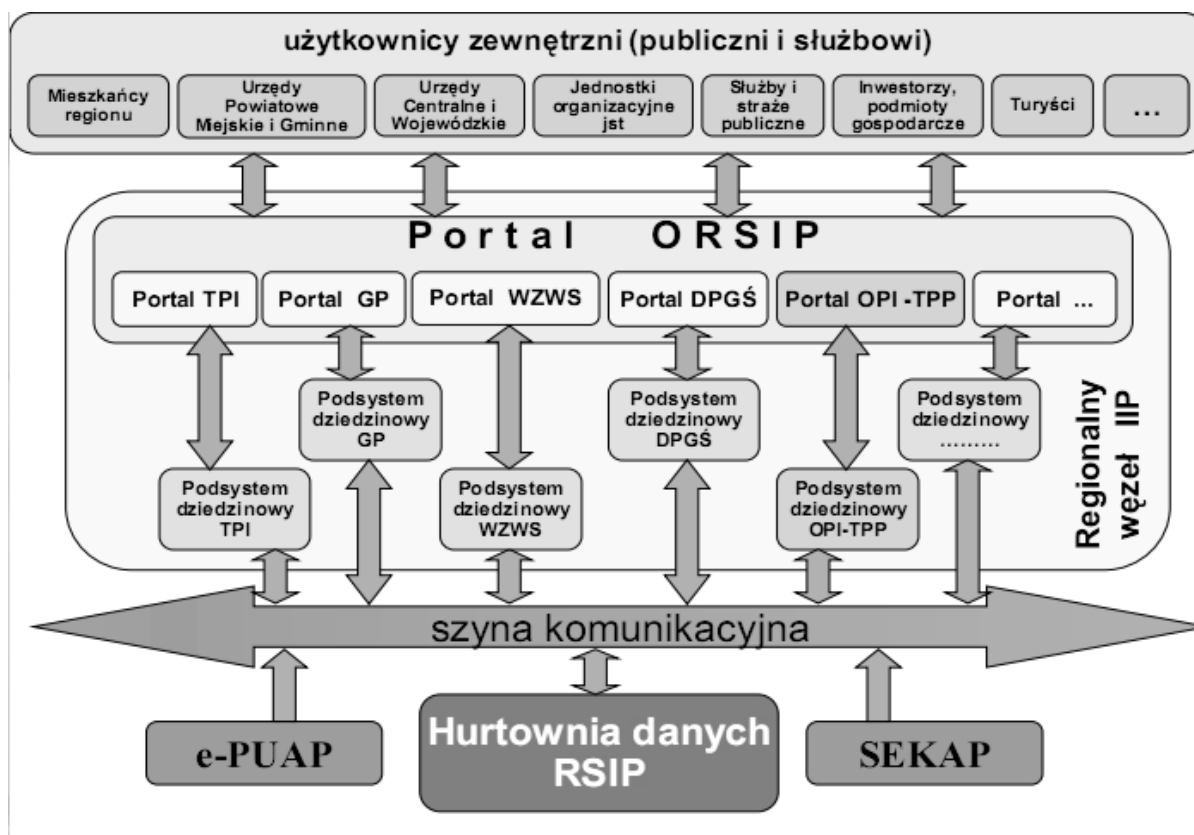 użytkownicy zewnętrzni (publiczni i służbowi)
Mieszkańcy
regionu
Urzędy
Powiatowe
Miejskie i Gminne
Urzędy
Centralne i
Wojewódzkie
Jednostki
organizacyjne
jst
Służby i
straże
publiczne
Inwestorzy,
podmioty
gospodarcze
Turyści
...
Portal ORSIP
Portal TPI
Portal GP
Portal WZWS
Portal DPGŚ
Portal OPI -TPP
Portal ...
Podsystem
dziedzinowy
GP
Podsystem
dziedzinowy
DPGŚ
Podsystem
dziedzinowy
.........
Podsystem
dziedzinowy
TPI
Podsystem
dziedzinowy
WZWS
Podsystem
dziedzinowy
OPI-TPP
Regionalny
węzeł IIP
szyna komunikacyjna
e-PUAP
Hurtownia danych
RSIP
SEKAP